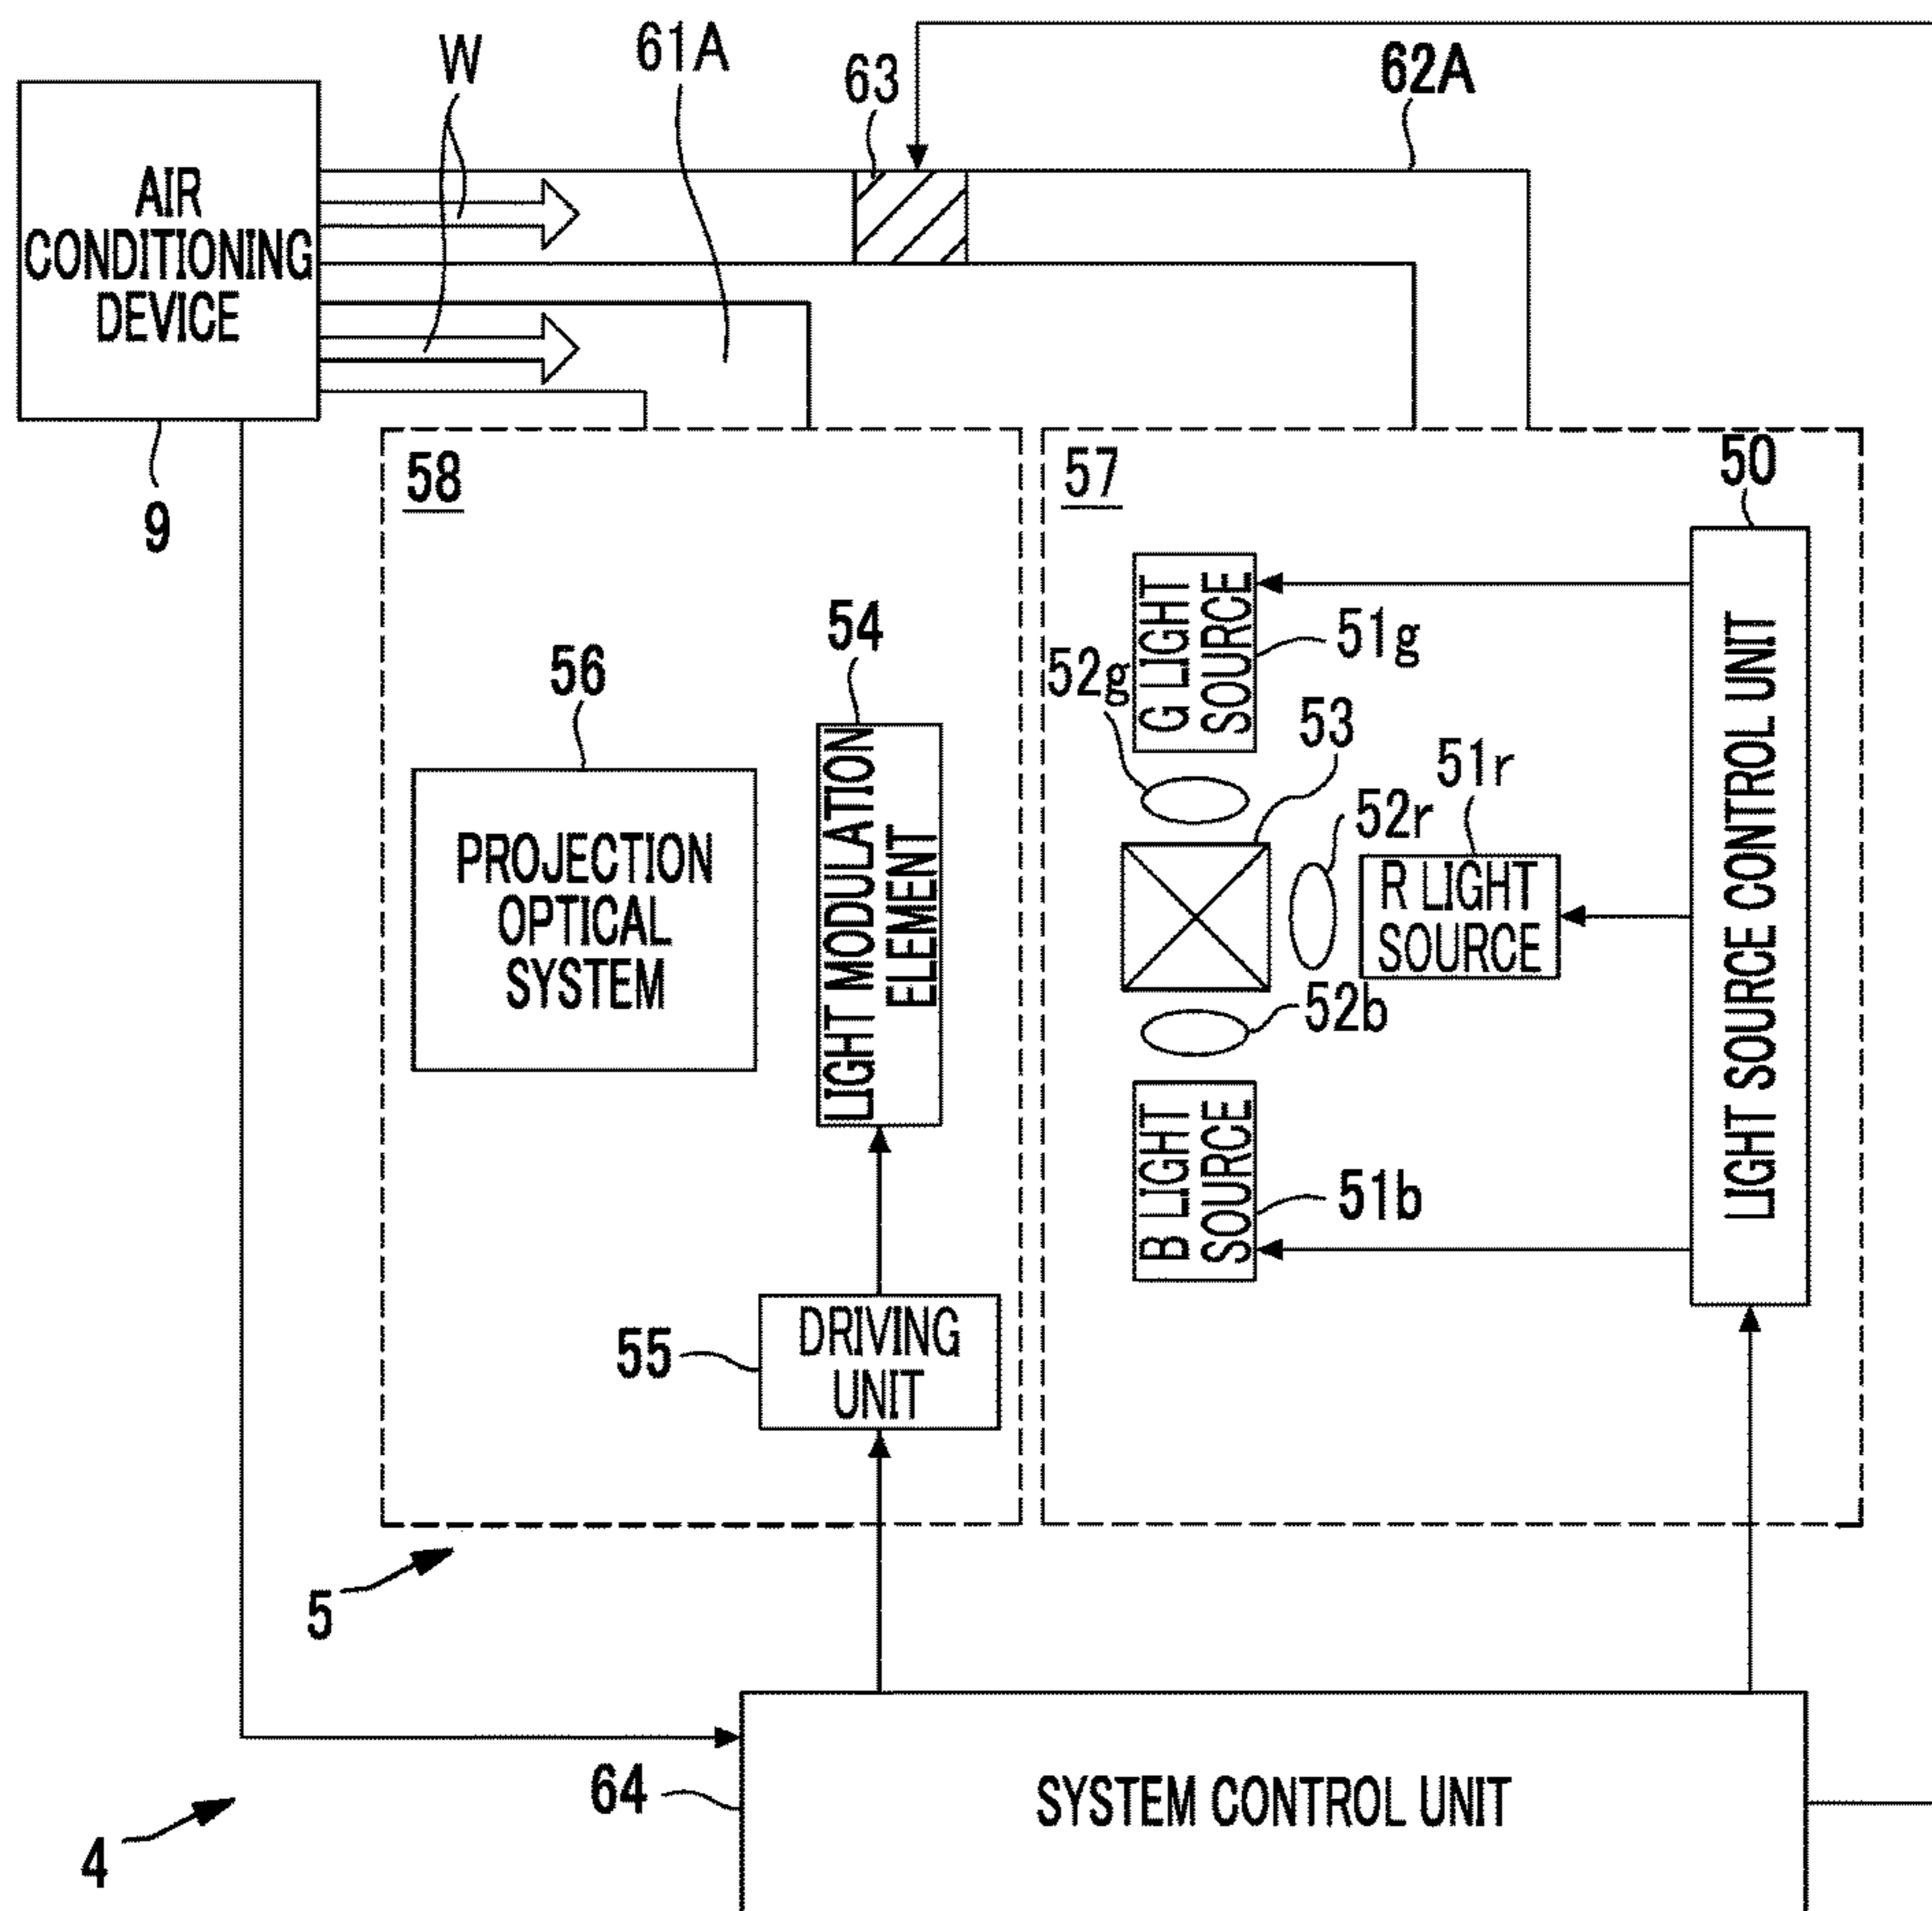 W
61A
63
62A
AIR
CONDITIONING
DEVICE
9
58
57
50
54
56
52g
G LIGHT
SOURCE
51g
53
51r
52r
PROJECTION
OPTICAL
SYSTEM
LIGHT MODULATION
ELEMENT
R LIGHT
SOURCE
LIGHT SOURCE CONTROL UNIT
52b
B LIGHT
SOURCE
51b
55
DRIVING
UNIT
5
64
SYSTEM CONTROL UNIT
4